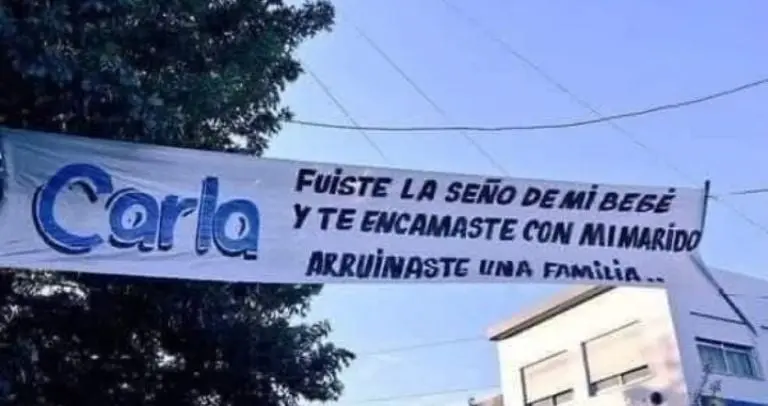 Carla
FUISTE LA SEÑO DE MI BEBÉ
Y TE ENCAMASTE CON MI MARIDO
ARRUINASTE UNA FAMILIA..